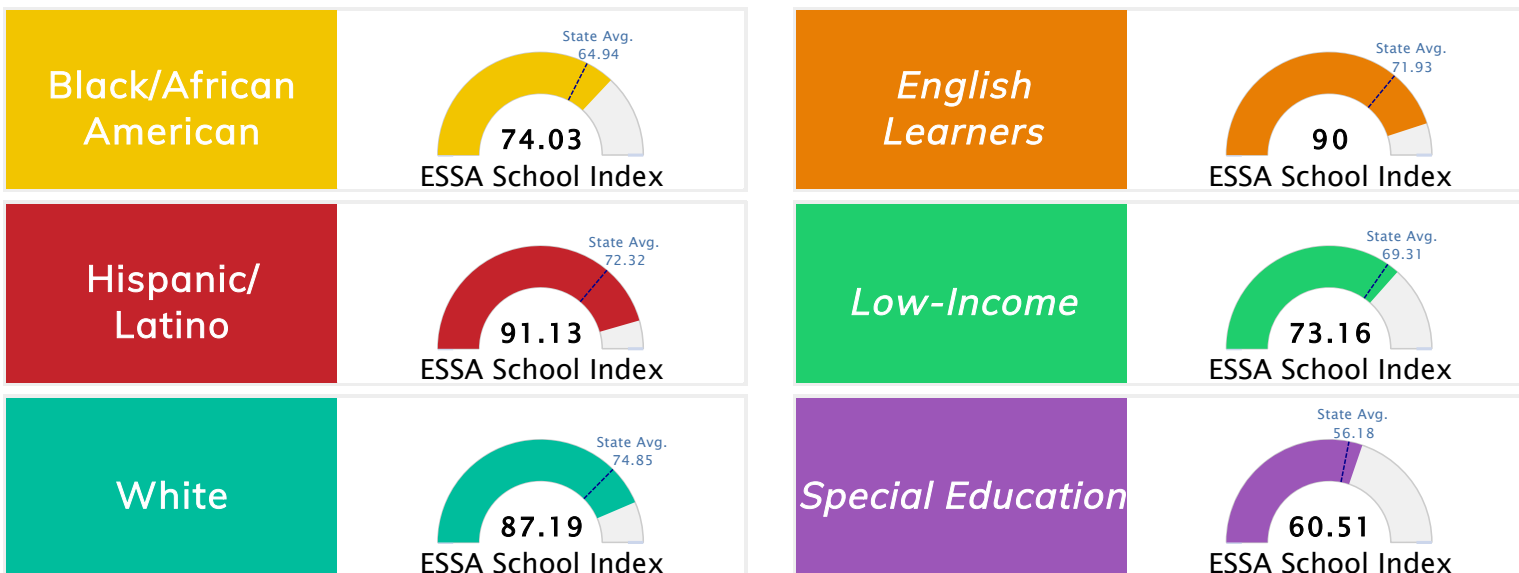 Black/African
American
State Avg.
64.94
74.03
ESSA School Index
English
Learners
State Avg.
71.93
90
ESSA School Index
Hispanic/
Latino
State Avg.
72.32
91.13
ESSA School Index
Low-Income
State Avg.
69.31
73.16
ESSA School Index
White
State Avg.
74.85
87.19
ESSA School Index
Special Education
State Avg.
56.18
60.51
ESSA School Index